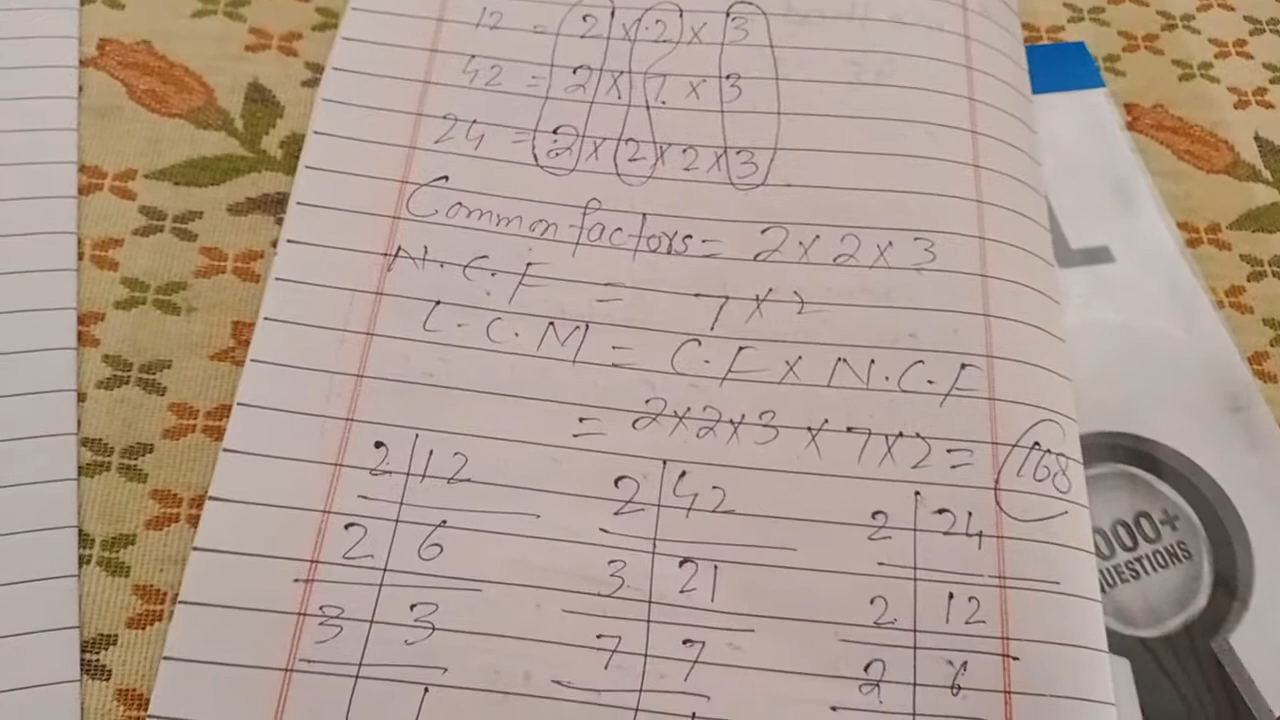 12 = 2 × 2 × 3
42 = 2 × 7 × 3
24 = 2 × 2 × 2 × 3
Common factors = 2 × 2 × 3
N.C.F = 7 × 2
L.C.M = C.F × N.C.F
= 2×2×3 × 7×2 = 168
2 | 12
2 | 6
3 | 3
2 | 42
3 | 21
7 | 7
2 | 24
2 | 12
2 | 6
000+
QUESTIONS